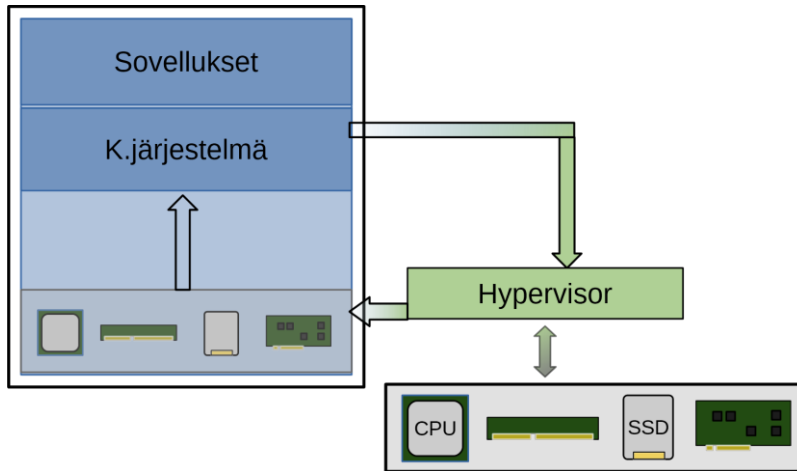 Sovellukset
K.järjestelmä
Hypervisor
CPU
SSD